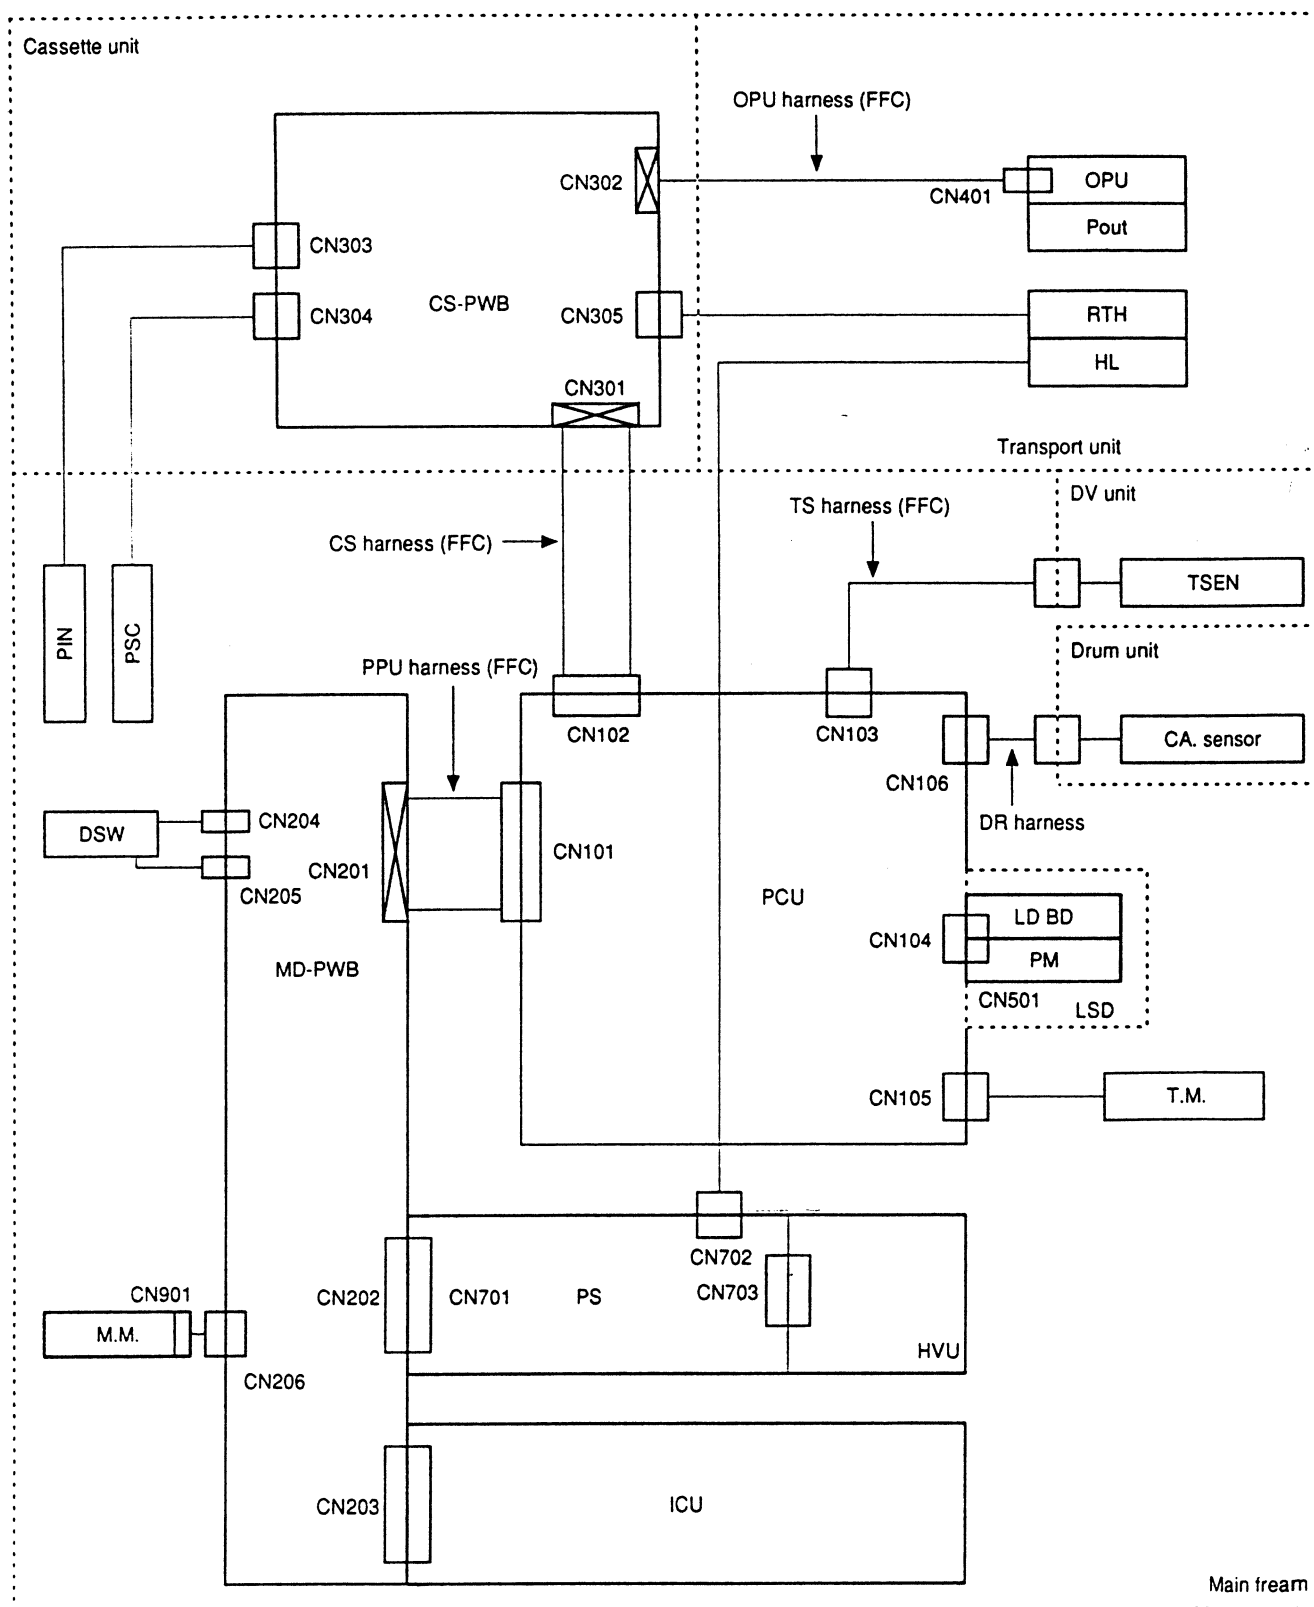 Cassette unit
OPU harness (FFC)
CN302
CN401
OPU
Pout
CN303
CS-PWB
CN304
CN305
RTH
HL
CN301
Transport unit
DV unit
TS harness (FFC)
CS harness (FFC)
TSEN
PIN
PSC
Drum unit
PPU harness (FFC)
CN102
CN103
CA. sensor
CN106
DR harness
DSW
CN204
CN201
CN205
CN101
PCU
LD BD
CN104
PM
MD-PWB
CN501
LSD
CN105
T.M.
CN702
CN901
CN202
CN701
PS
CN703
M.M.
HVU
CN206
CN203
ICU
Main fream